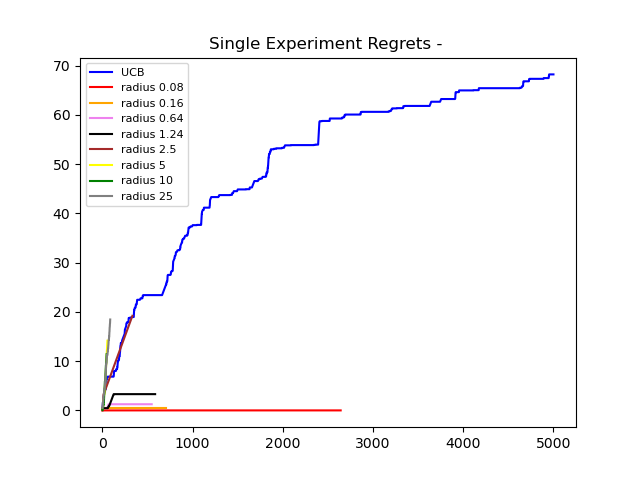 Single Experiment Regrets -
UCB
radius 0.08
radius 0.16
radius 0.64
radius 1.24
radius 2.5
radius 5
radius 10
radius 25
70
60
50
40
30
20
10
0
0 1000 2000 3000 4000 5000